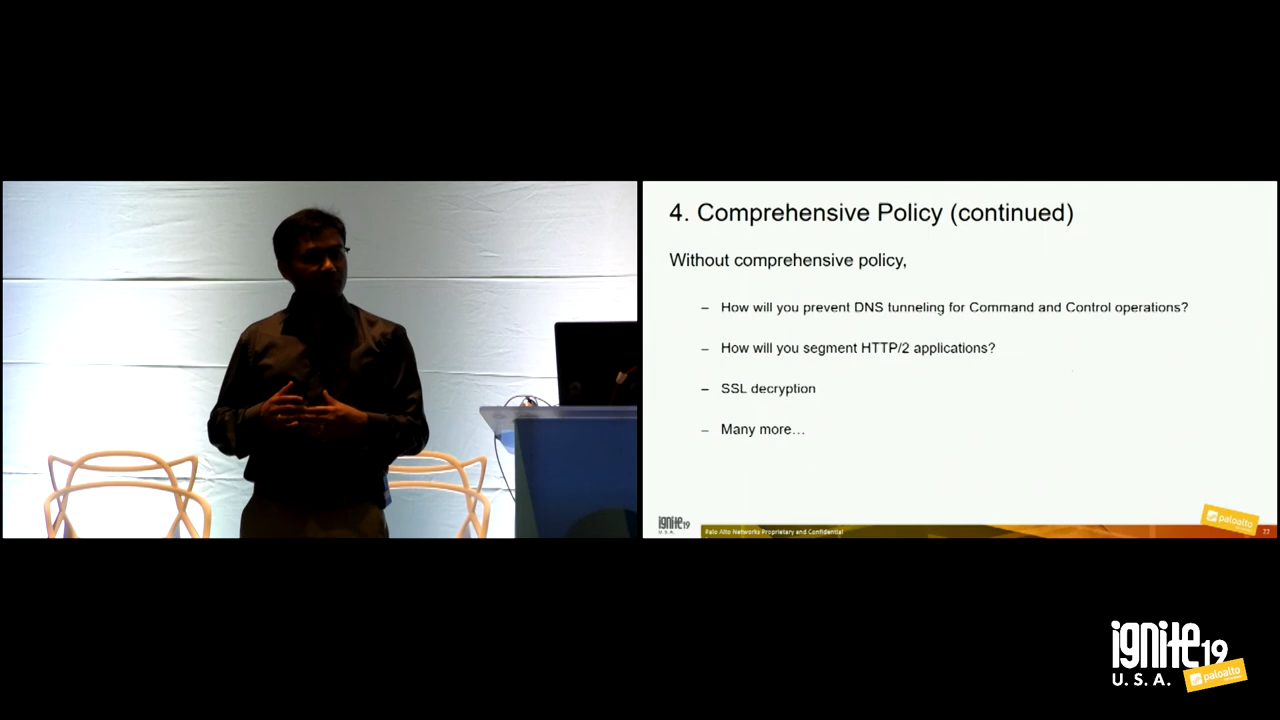 4. Comprehensive Policy (continued)
Without comprehensive policy,
– How will you prevent DNS tunneling for Command and Control operations?
– How will you segment HTTP/2 applications?
– SSL decryption
– Many more…
ignite19
U.S.A.
Palo Alto Networks Proprietary and Confidential
paloalto
22
ignite19
U.S.A.
paloalto